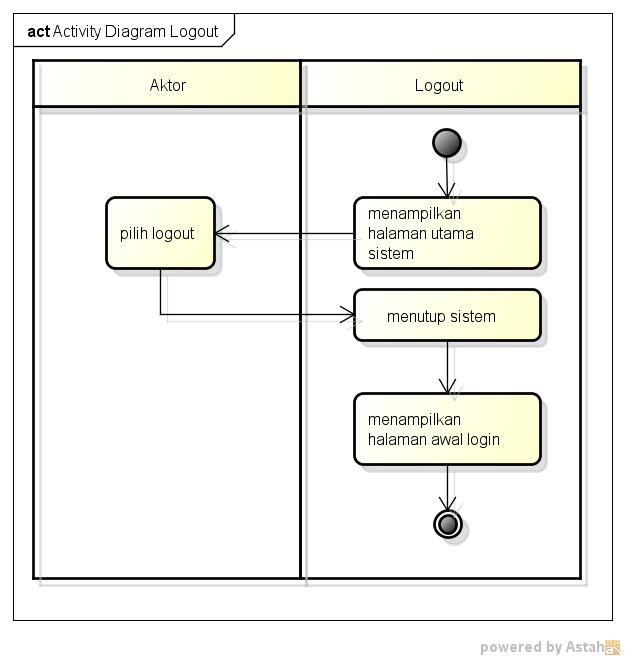 act Activity Diagram Logout
Aktor
Logout
menampilkan
halaman utama
sistem
pilih logout
menutup sistem
menampilkan
halaman awal login
powered by Astah